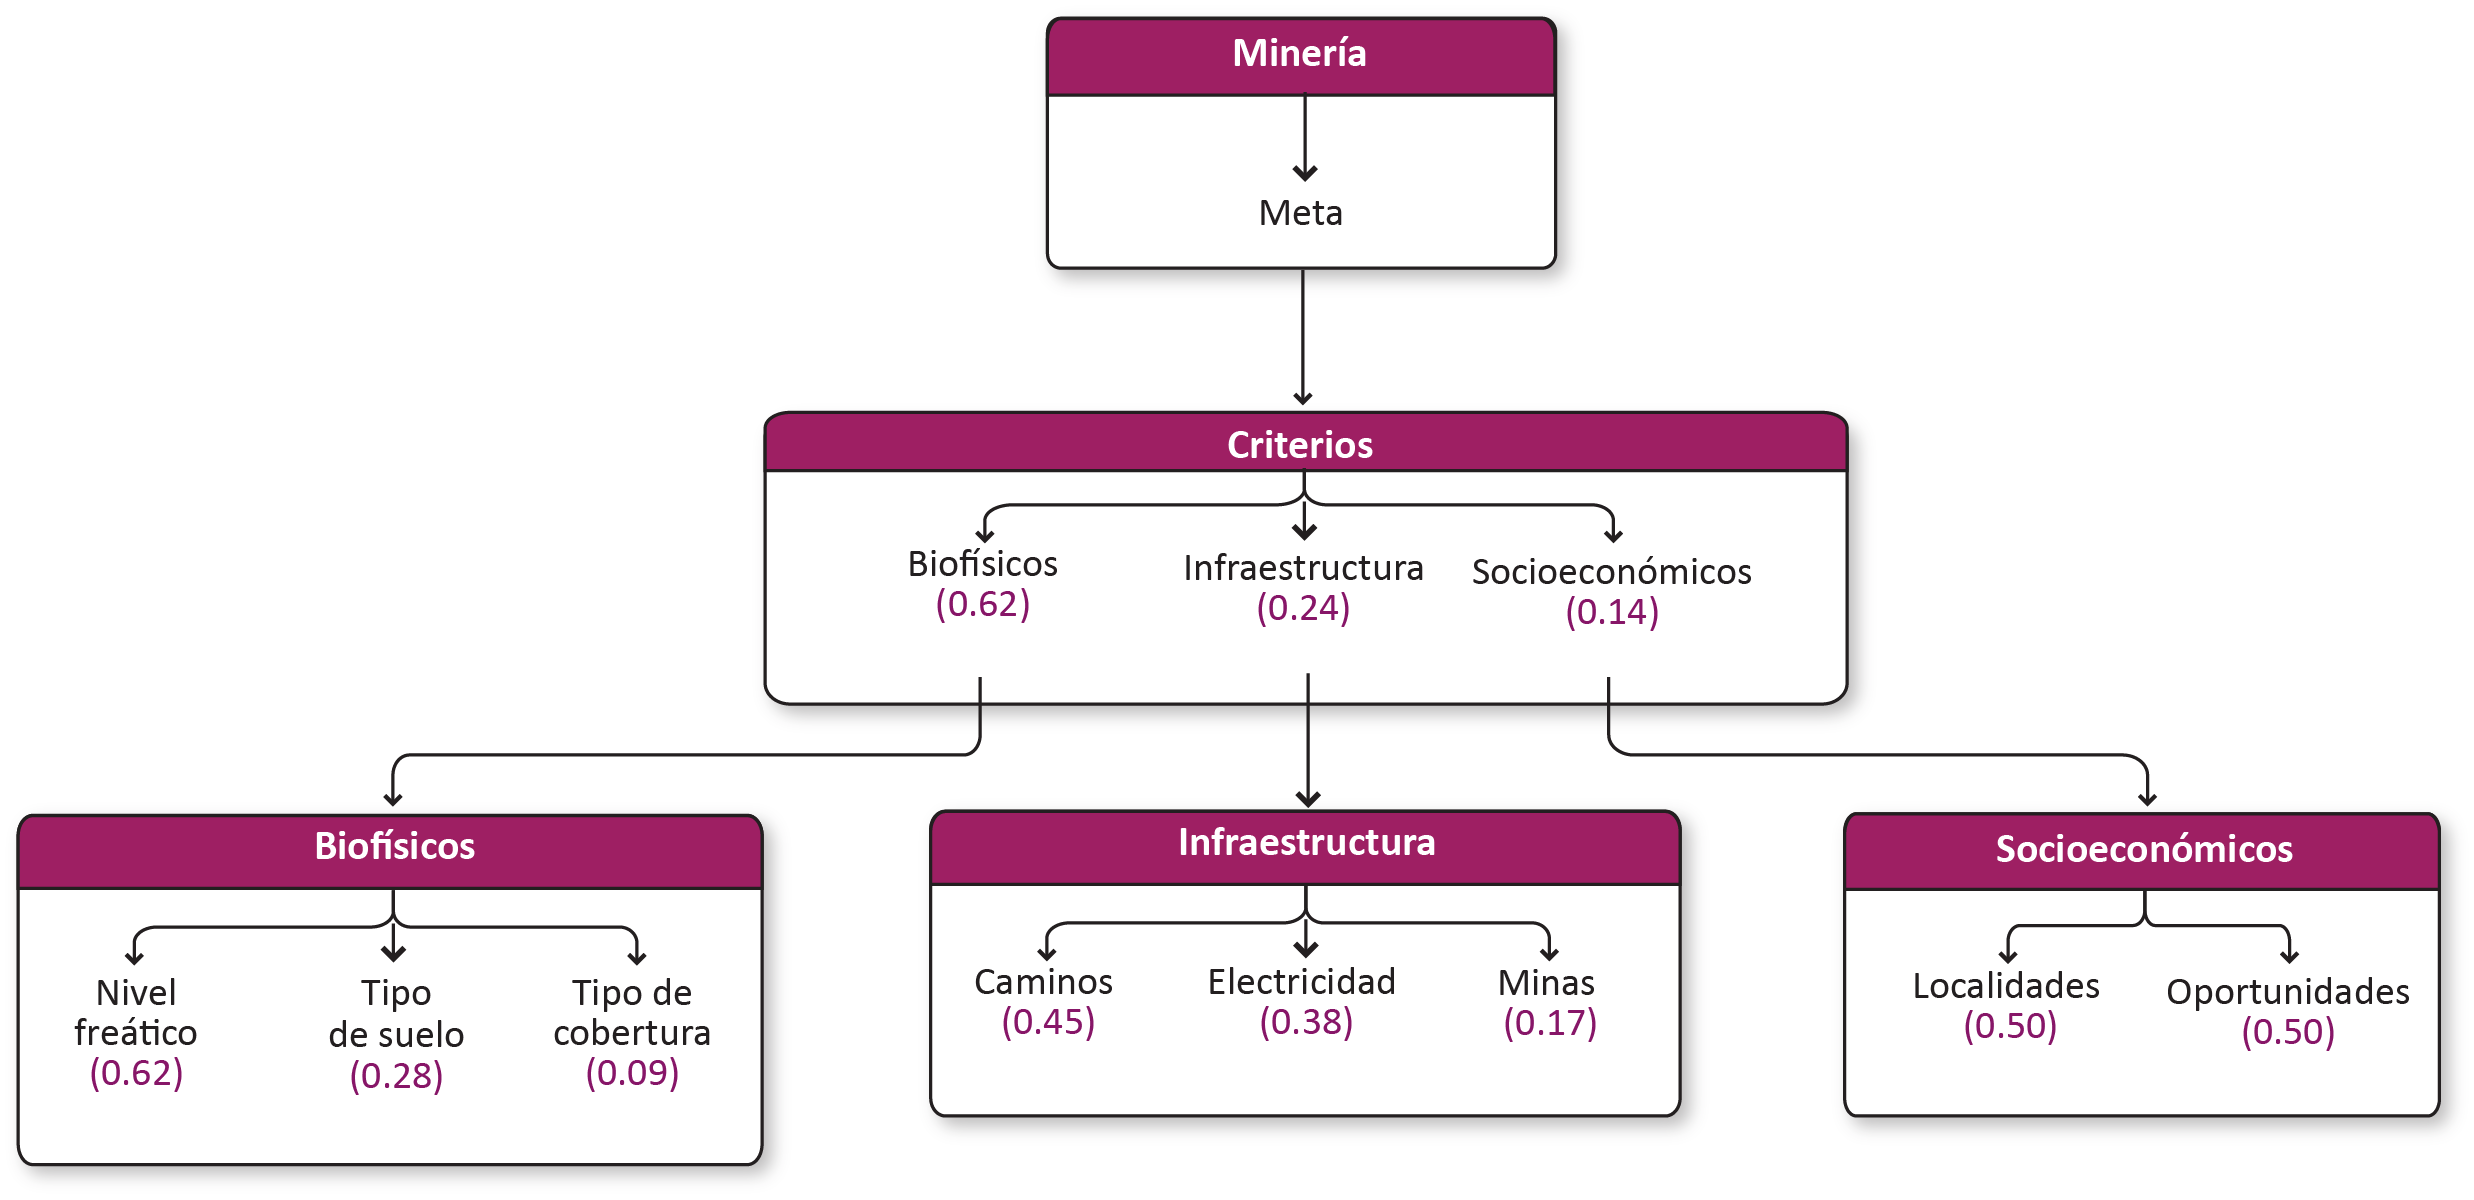 Minería
Meta
Criterios
Biofísicos
(0.62)
Infraestructura
(0.24)
Socioeconómicos
(0.14)
Biofísicos
Nivel
freático
(0.62)
Tipo
de suelo
(0.28)
Tipo de
cobertura
(0.09)
Infraestructura
Caminos
(0.45)
Electricidad
(0.38)
Minas
(0.17)
Socioeconómicos
Localidades
(0.50)
Oportunidades
(0.50)